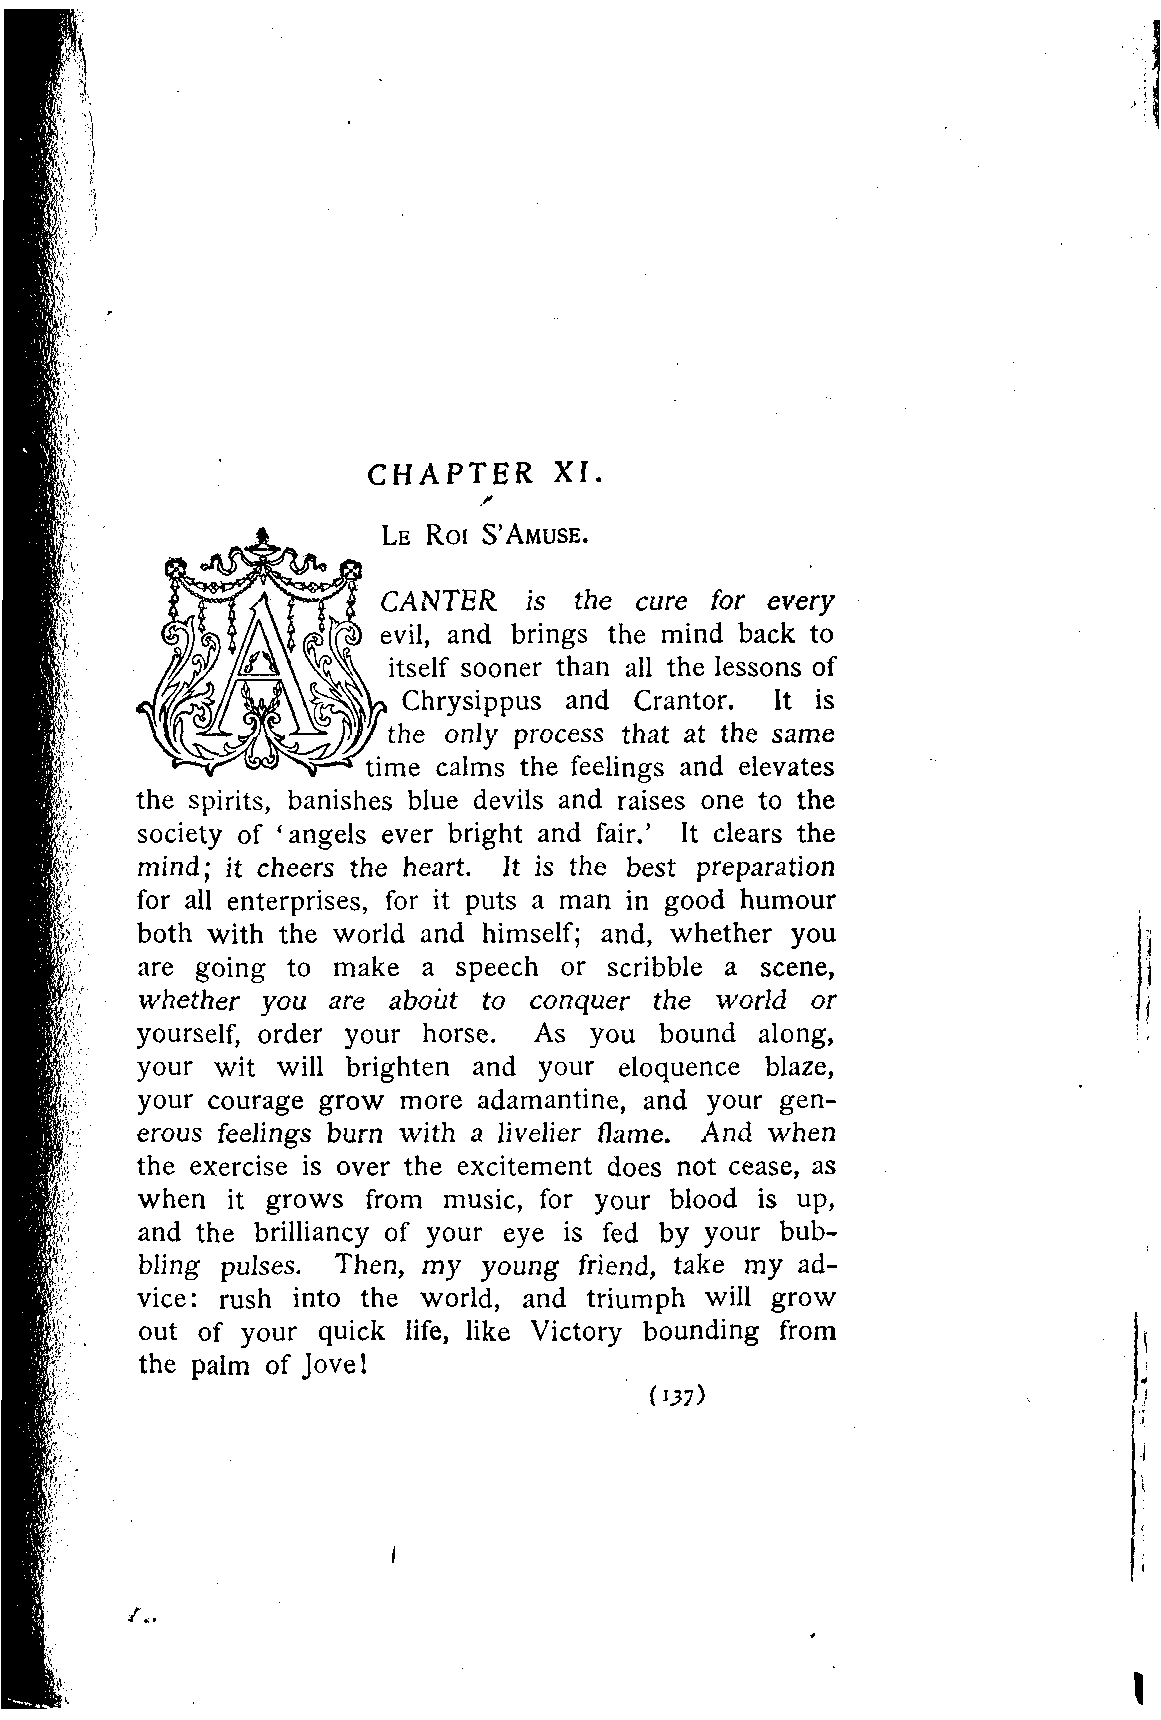 CHAPTER XI.
LE ROI S'AMUSE.
A CANTER is the cure for every
evil, and brings the mind back to
itself sooner than all the lessons of
Chrysippus and Crantor. It is
the only process that at the same
time calms the feelings and elevates
the spirits, banishes blue devils and raises one to the
society of 'angels ever bright and fair.' It clears the
mind; it cheers the heart. It is the best preparation
for all enterprises, for it puts a man in good humour
both with the world and himself; and, whether you
are going to make a speech or scribble a scene,
whether you are about to conquer the world or
yourself, order your horse. As you bound along,
your wit will brighten and your eloquence blaze,
your courage grow more adamantine, and your gen-
erous feelings burn with a livelier flame. And when
the exercise is over the excitement does not cease, as
when it grows from music, for your blood is up,
and the brilliancy of your eye is fed by your bub-
bling pulses. Then, my young friend, take my ad-
vice: rush into the world, and triumph will grow
out of your quick life, like Victory bounding from
the palm of Jove!
(137)